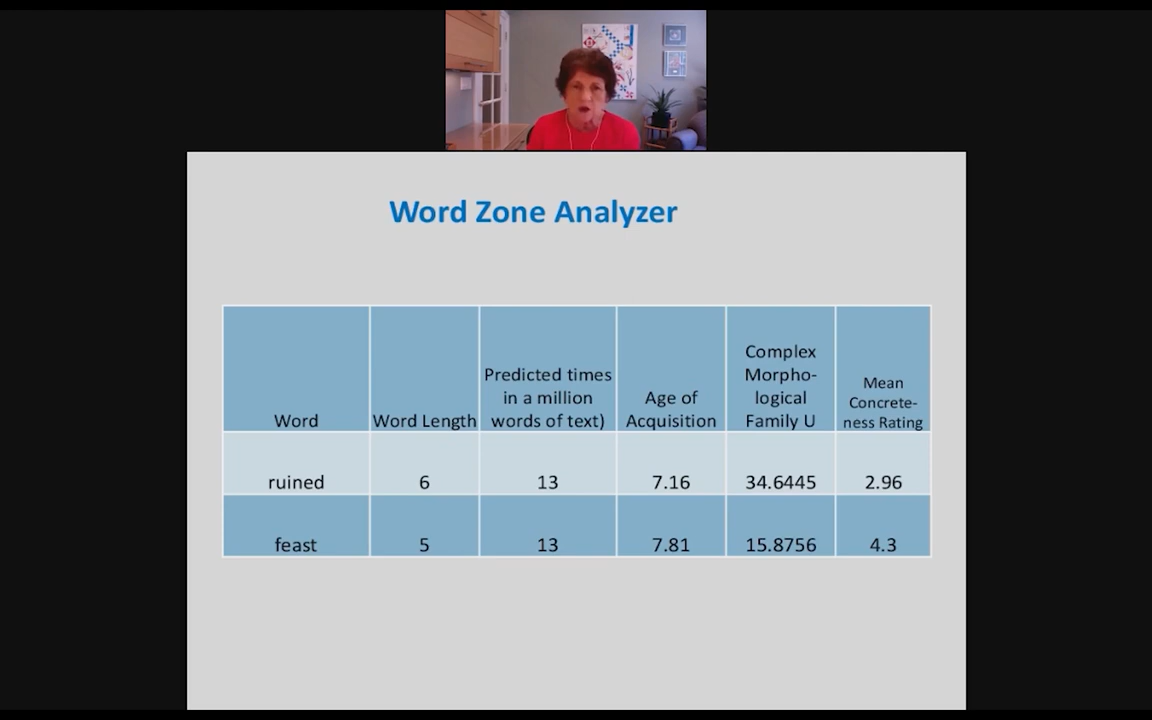 Word Zone Analyzer
Complex
Predicted times Morpho-
in a million Age of logical Mean Concrete-
Word Word Length words of text) Acquisition Family U ness Rating
ruined 6 13 7.16 34.6445 2.96
feast 5 13 7.81 15.8756 4.3